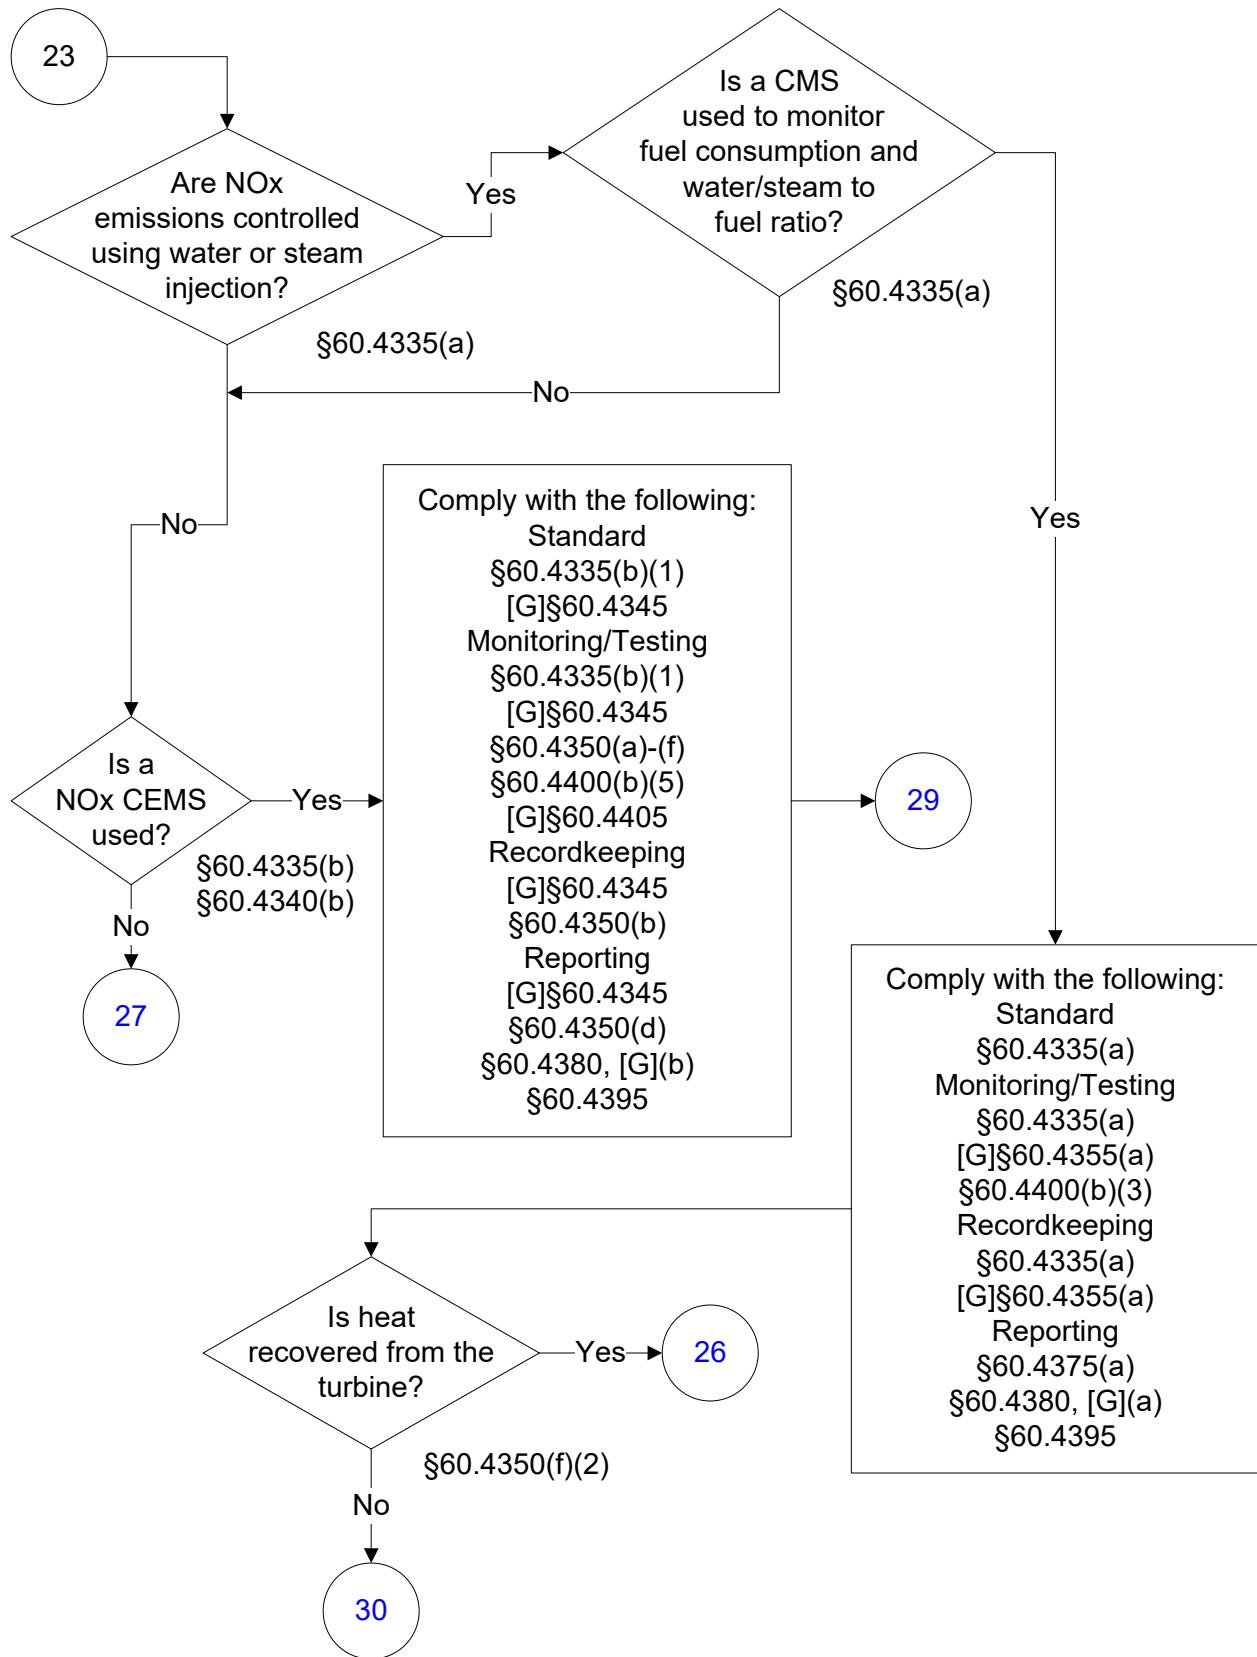 23
Are NOx
emissions controlled
using water or steam
injection?
§60.4335(a)
Yes
Is a CMS
used to monitor
fuel consumption and
water/steam to
fuel ratio?
§60.4335(a)
No
Yes
No
Is a
NOx CEMS
used?
§60.4335(b)
§60.4340(b)
Yes
No
27
Comply with the following:
Standard
§60.4335(b)(1)
[G]§60.4345
Monitoring/Testing
§60.4335(b)(1)
[G]§60.4345
§60.4350(a)-(f)
§60.4400(b)(5)
[G]§60.4405
Recordkeeping
[G]§60.4345
§60.4350(b)
Reporting
[G]§60.4345
§60.4350(d)
§60.4380, [G](b)
§60.4395
29
Comply with the following:
Standard
§60.4335(a)
Monitoring/Testing
§60.4335(a)
[G]§60.4355(a)
§60.4400(b)(3)
Recordkeeping
§60.4335(a)
[G]§60.4355(a)
Reporting
§60.4375(a)
§60.4380, [G](a)
§60.4395
Is heat
recovered from the
turbine?
§60.4350(f)(2)
Yes
26
No
30